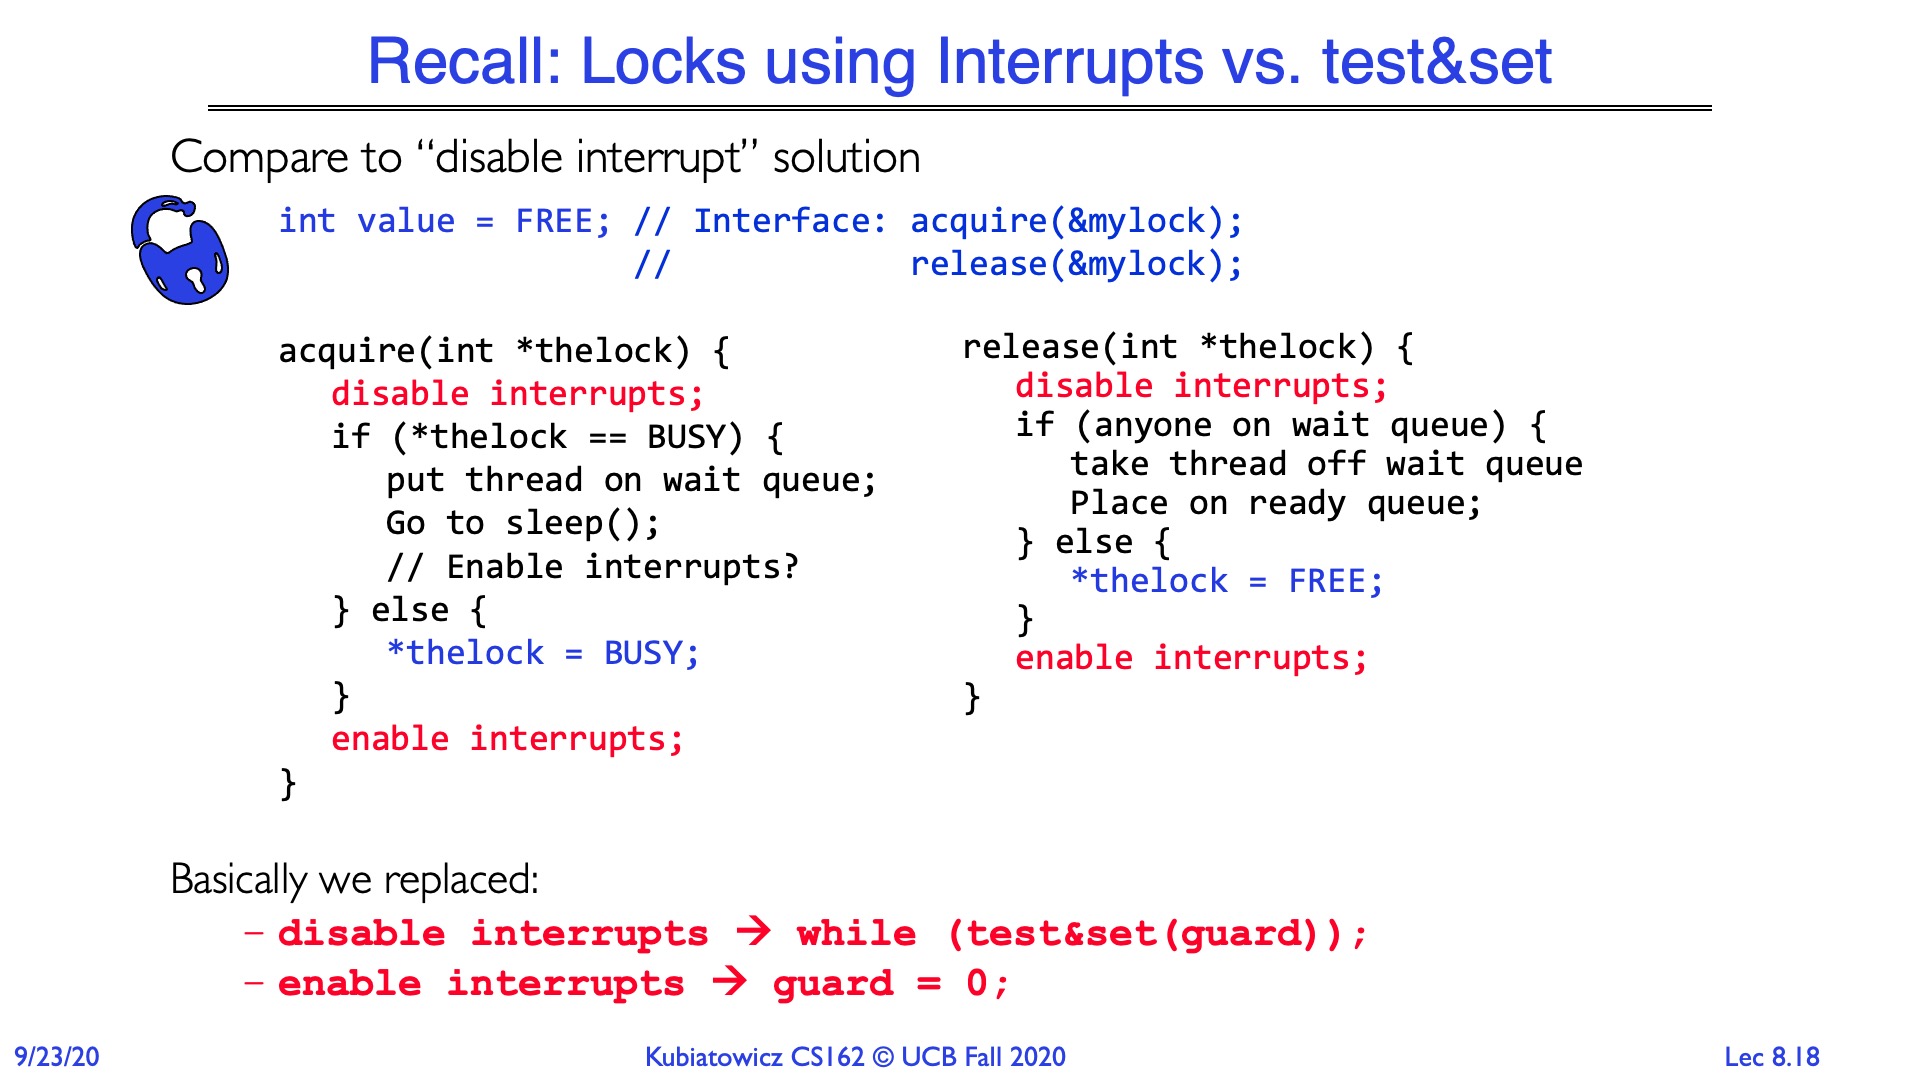 Recall: Locks using Interrupts vs. test&set
Compare to “disable interrupt” solution
int value = FREE; // Interface: acquire(&mylock);
// release(&mylock);
acquire(int *thelock) {
disable interrupts;
if (*thelock == BUSY) {
put thread on wait queue;
Go to sleep();
// Enable interrupts?
} else {
*thelock = BUSY;
}
enable interrupts;
}
release(int *thelock) {
disable interrupts;
if (anyone on wait queue) {
take thread off wait queue
Place on ready queue;
} else {
*thelock = FREE;
}
enable interrupts;
}
Basically we replaced:
– disable interrupts → while (test&set(guard));
– enable interrupts → guard = 0;
9/23/20
Kubiatowicz CS162 © UCB Fall 2020
Lec 8.18